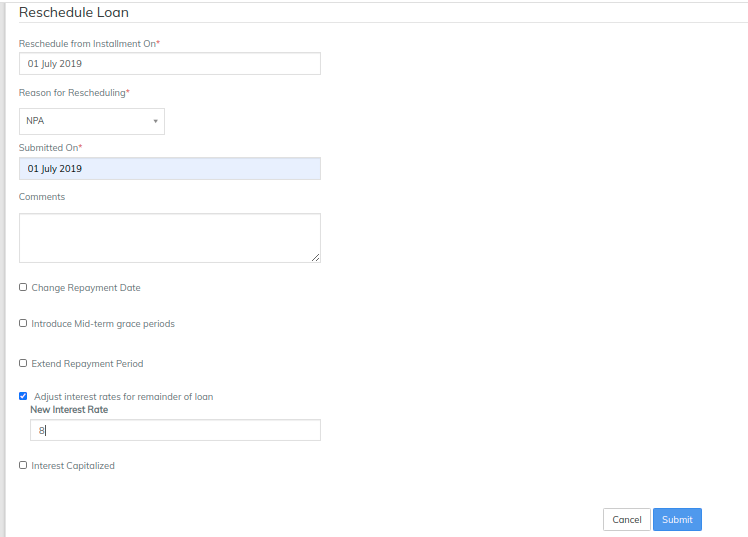 Reschedule Loan
Reschedule from Installment On*
01 July 2019
Reason for Rescheduling*
NPA
Submitted On*
01 July 2019
Comments
Change Repayment Date
Introduce Mid-term grace periods
Extend Repayment Period
Adjust interest rates for remainder of loan
New Interest Rate
8
Interest Capitalized
Cancel Submit